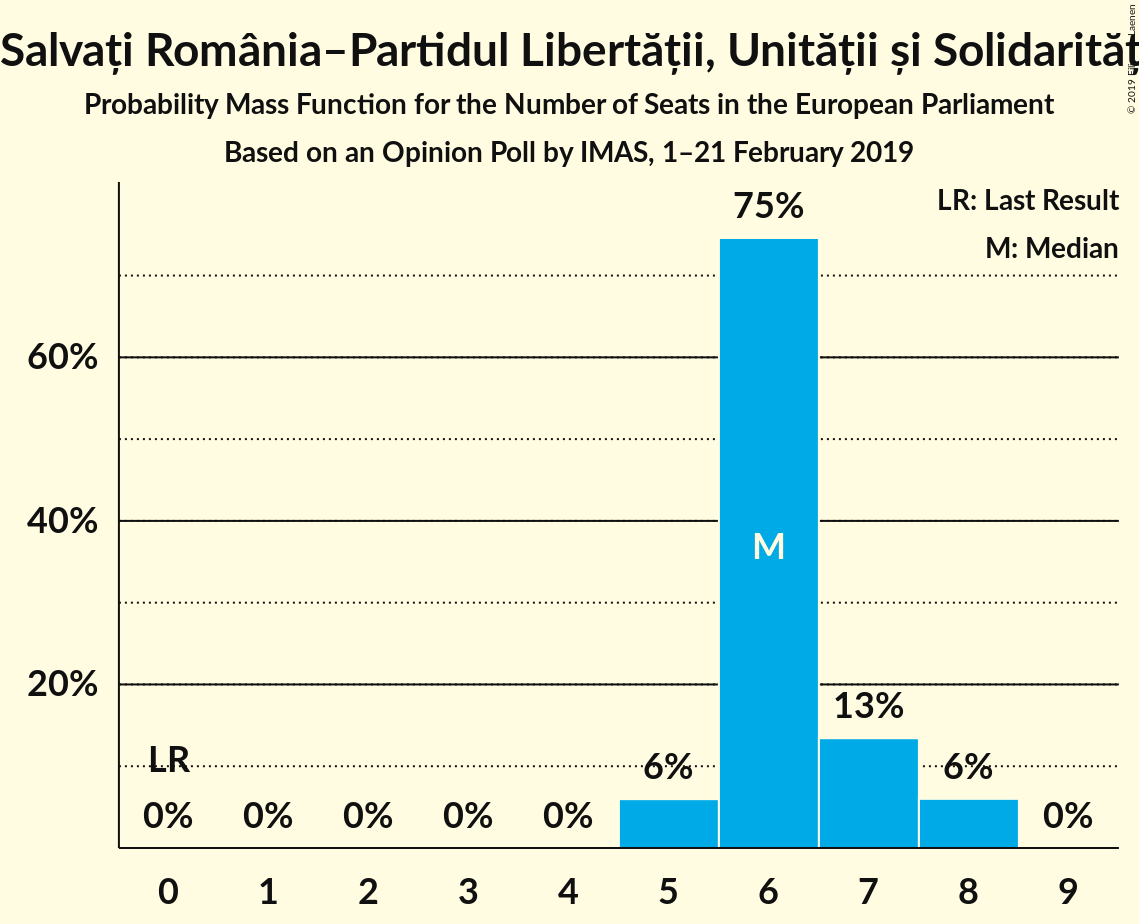 Salvați România–Partidul Libertății, Unității și Solidarităț
Probability Mass Function for the Number of Seats in the European Parliament
Based on an Opinion Poll by IMAS, 1–21 February 2019
© 2019 Laenen
LR: Last Result
M: Median
75%
60%
40%
M
20%
13%
LR
6%
6%
0% 0% 0% 0% 0% 0%
0 1 2 3 4 5 6 7 8 9